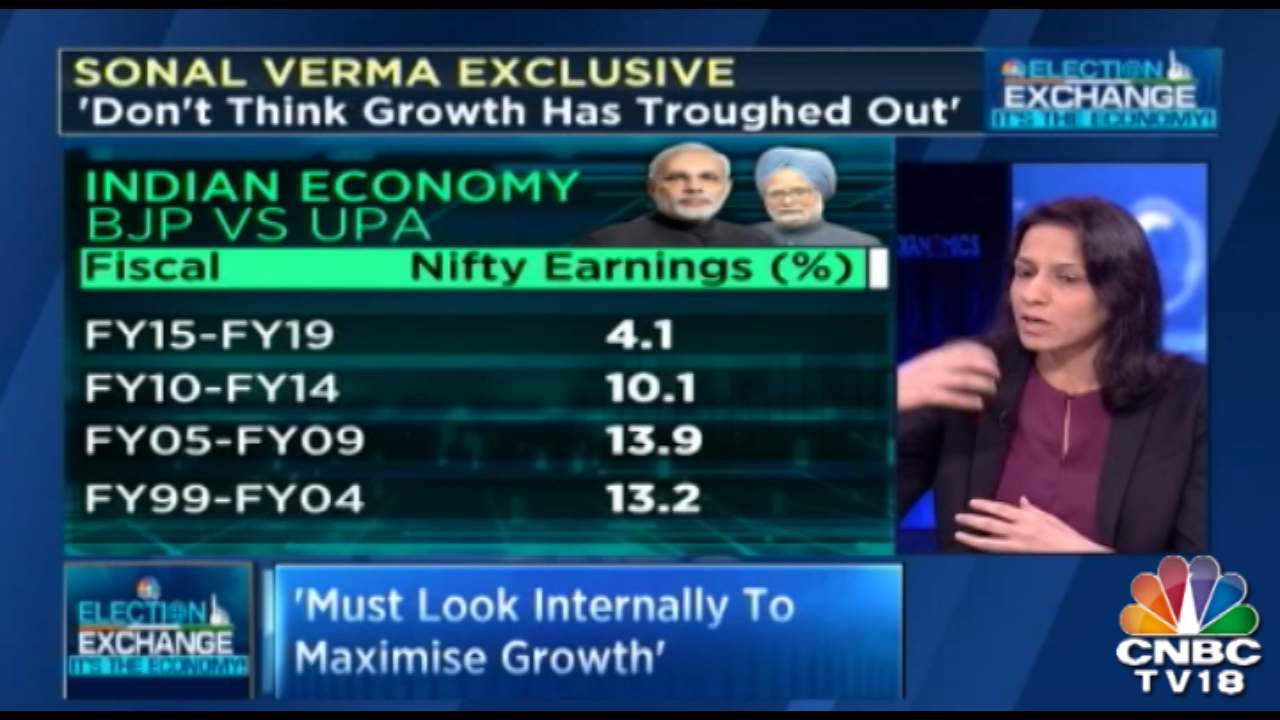 SONAL VERMA EXCLUSIVE
'Don't Think Growth Has Troughed Out'
ELECTION
EXCHANGE
IT'S THE ECONOMY!
INDIAN ECONOMY
BJP VS UPA
Fiscal Nifty Earnings (%)
FY15-FY19 4.1
FY10-FY14 10.1
FY05-FY09 13.9
FY99-FY04 13.2
ELECTION
EXCHANGE
IT'S THE ECONOMY!
'Must Look Internally To
Maximise Growth'
CNBC
TV18